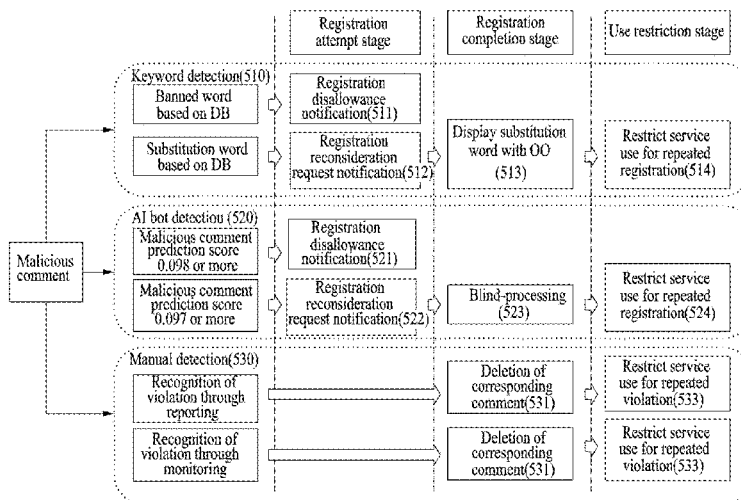 Registration
attempt stage
Registration
completion stage
Use restriction stage
Keyword detection(510)
Banned word
based on DB
Registration
disallowance
notification(511)
Substitution word
based on DB
Registration
reconsideration
request notification(512)
Display substitution
word with OO
(513)
Restrict service
use for repeated
registration(514)
Malicious
comment
AI bot detection (520)
Malicious comment
prediction score
0.098 or more
Registration
disallowance
notification(521)
Malicious comment
prediction score
0.097 or more
Registration
reconsideration
request notification(522)
Blind-processing
(523)
Restrict service
use for repeated
registration(524)
Manual detection(530)
Recognition of
violation through
reporting
Deletion of
corresponding
comment(531)
Restrict service
use for repeated
violation(533)
Recognition of
violation through
monitoring
Deletion of
corresponding
comment(531)
Restrict service
use for repeated
violation(533)